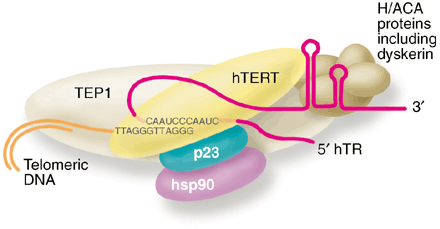 H/ACA
proteins
including
dyskerin
hTERT
TEP1
CAAUCCCAAUC
TTAGGGTTAGGG
3′
5′ hTR
p23
Telomeric
DNA
hsp90